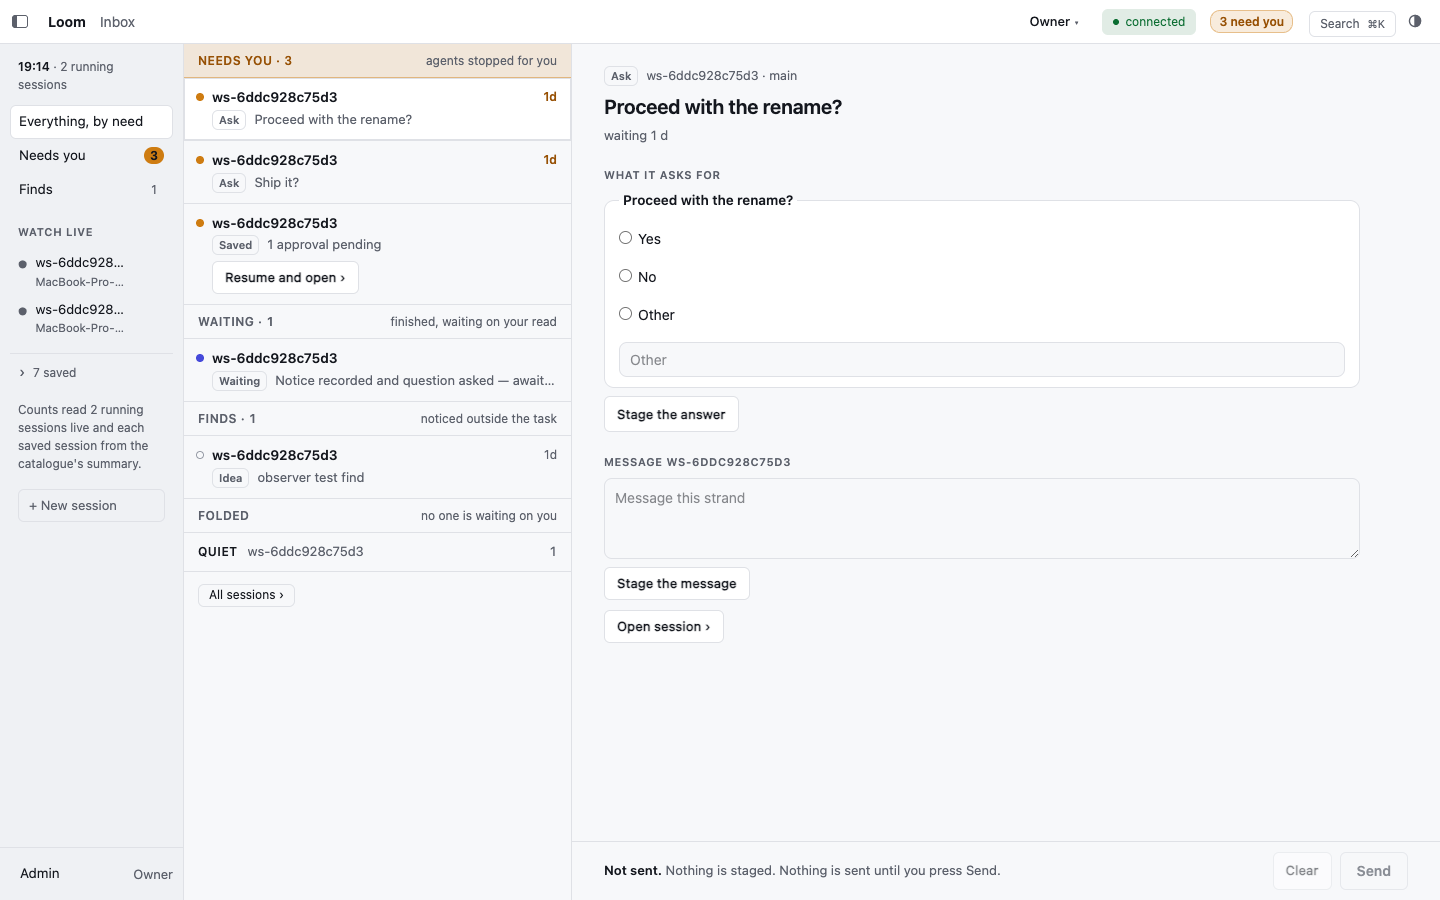 Loom Inbox
Owner
connected
3 need you
Search ⌘K
19:14 · 2 running
sessions
Everything, by need
Needs you 3
Finds 1
WATCH LIVE
ws-6ddc928...
MacBook-Pro-...
ws-6ddc928...
MacBook-Pro-...
› 7 saved
Counts read 2 running
sessions live and each
saved session from the
catalogue's summary.
+ New session
Admin Owner
NEEDS YOU · 3 agents stopped for you
ws-6ddc928c75d3 1d
Ask Proceed with the rename?
ws-6ddc928c75d3 1d
Ask Ship it?
ws-6ddc928c75d3
Saved 1 approval pending
Resume and open ›
WAITING · 1 finished, waiting on your read
ws-6ddc928c75d3
Waiting Notice recorded and question asked — await...
FINDS · 1 noticed outside the task
ws-6ddc928c75d3 1d
Idea observer test find
FOLDED no one is waiting on you
QUIET ws-6ddc928c75d3 1
All sessions ›
Ask ws-6ddc928c75d3 · main
Proceed with the rename?
waiting 1 d
WHAT IT ASKS FOR
Proceed with the rename?
Yes
No
Other
Other
Stage the answer
MESSAGE WS-6DDC928C75D3
Message this strand
Stage the message
Open session ›
Not sent. Nothing is staged. Nothing is sent until you press Send.
Clear
Send